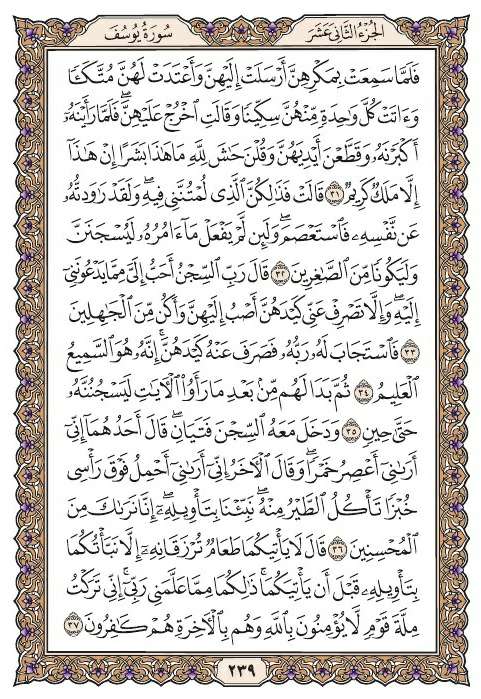 الجزء الثاني عشر
سورة يوسف
فَلَمَّا سَمِعَتْ بِمَكْرِهِنَّ أَرْسَلَتْ إِلَيْهِنَّ وَأَعْتَدَتْ لَهُنَّ مُتَّكَـًٔا
وَءَاتَتْ كُلَّ وَٰحِدَةٍ مِّنْهُنَّ سِكِّينًا وَقَالَتِ ٱخْرُجْ عَلَيْهِنَّ ۖ فَلَمَّا رَأَيْنَهُۥٓ
أَكْبَرْنَهُۥ وَقَطَّعْنَ أَيْدِيَهُنَّ وَقُلْنَ حَٰشَ لِلَّهِ مَا هَٰذَا بَشَرًا إِنْ هَٰذَآ
إِلَّا مَلَكٌ كَرِيمٌ ٣١ قَالَتْ فَذَٰلِكُنَّ ٱلَّذِى لُمْتُنَّنِى فِيهِ ۖ وَلَقَدْ رَٰوَدتُّهُۥ
عَن نَّفْسِهِۦ فَٱسْتَعْصَمَ ۖ وَلَئِن لَّمْ يَفْعَلْ مَآ ءَامُرُهُۥ لَيُسْجَنَنَّ
وَلَيَكُونًا مِّنَ ٱلصَّٰغِرِينَ ٣٢ قَالَ رَبِّ ٱلسِّجْنُ أَحَبُّ إِلَىَّ مِمَّا يَدْعُونَنِىٓ
إِلَيْهِ ۖ وَإِلَّا تَصْرِفْ عَنِّى كَيْدَهُنَّ أَصْبُ إِلَيْهِنَّ وَأَكُن مِّنَ ٱلْجَٰهِلِينَ
٣٣ فَٱسْتَجَابَ لَهُۥ رَبُّهُۥ فَصَرَفَ عَنْهُ كَيْدَهُنَّ ۚ إِنَّهُۥ هُوَ ٱلسَّمِيعُ
ٱلْعَلِيمُ ٣٤ ثُمَّ بَدَا لَهُم مِّنۢ بَعْدِ مَا رَأَوُا۟ ٱلْءَايَٰتِ لَيَسْجُنُنَّهُۥ
حَتَّىٰ حِينٍ ٣٥ وَدَخَلَ مَعَهُ ٱلسِّجْنَ فَتَيَانِ ۖ قَالَ أَحَدُهُمَآ إِنِّىٓ
أَرَىٰنِىٓ أَعْصِرُ خَمْرًا ۖ وَقَالَ ٱلْءَاخَرُ إِنِّىٓ أَرَىٰنِىٓ أَحْمِلُ فَوْقَ رَأْسِى
خُبْزًا تَأْكُلُ ٱلطَّيْرُ مِنْهُ ۖ نَبِّئْنَا بِتَأْوِيلِهِۦٓ ۖ إِنَّا نَرَىٰكَ مِنَ
ٱلْمُحْسِنِينَ ٣٦ قَالَ لَا يَأْتِيكُمَا طَعَامٌ تُرْزَقَانِهِۦٓ إِلَّا نَبَّأْتُكُمَا
بِتَأْوِيلِهِۦ قَبْلَ أَن يَأْتِيَكُمَا ۚ ذَٰلِكُمَا مِمَّا عَلَّمَنِى رَبِّىٓ ۚ إِنِّى تَرَكْتُ
مِلَّةَ قَوْمٍ لَّا يُؤْمِنُونَ بِٱللَّهِ وَهُم بِٱلْءَاخِرَةِ هُمْ كَٰفِرُونَ ٣٧
٢٣٩